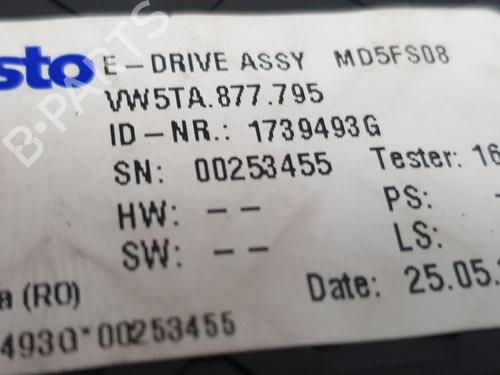 sto E-DRIVE ASSY MD5FS08
VW5TA.877.795
ID-NR.: 1739493G
SN: 00253455 Tester: 16
HW: -- PS: -
SW: -- LS:
a (RO) Date: 25.05.
493G*00253455
B-PARTS